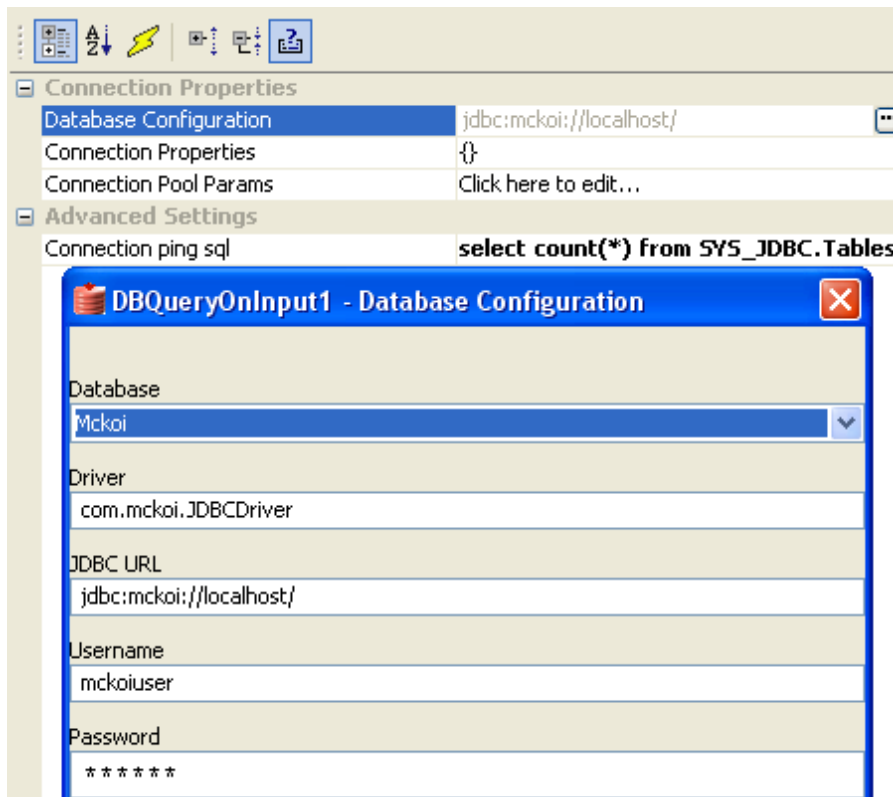 Connection Properties
Database Configuration jdbc:mckoi://localhost/
Connection Properties {}
Connection Pool Params Click here to edit...
Advanced Settings
Connection ping sql select count(*) from SYS_JDBC.Tables
DBQueryOnInput1 - Database Configuration
Database
Mckoi
Driver
com.mckoi.JDBCDriver
JDBC URL
jdbc:mckoi://localhost/
Username
mckoiuser
Password
******